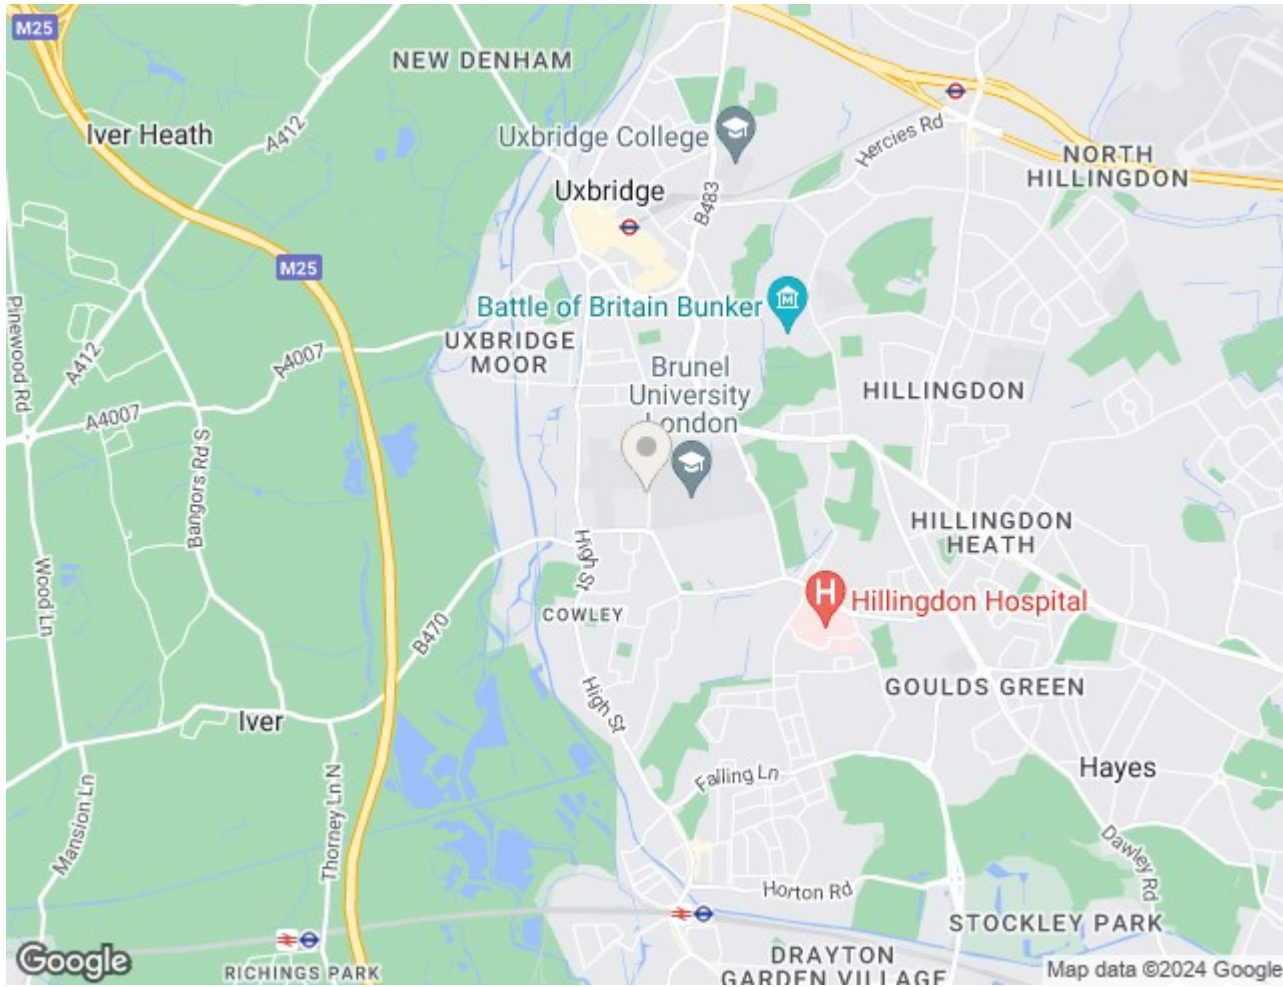 M25
NEW DENHAM
Iver Heath
A412
Uxbridge College
Hercies Rd
NORTH
HILLINGDON
Uxbridge
B483
M25
Battle of Britain Bunker
M
Pinewood Rd
UXBRIDGE
MOOR
A412
A4007
Brunel
University
London
HILLINGDON
A4007
Bangors Rd S
HILLINGDON
HEATH
High St
Wood Ln
H
Hillingdon Hospital
COWLEY
B470
GOULDS GREEN
High St
Iver
Falling Ln
Hayes
Mansion Ln
Thorney Ln N
Dawley Rd
Horton Rd
STOCKLEY PARK
DRAYTON
GARDEN VILLAGE
RICHINGS PARK
Google
Map data ©2024 Google